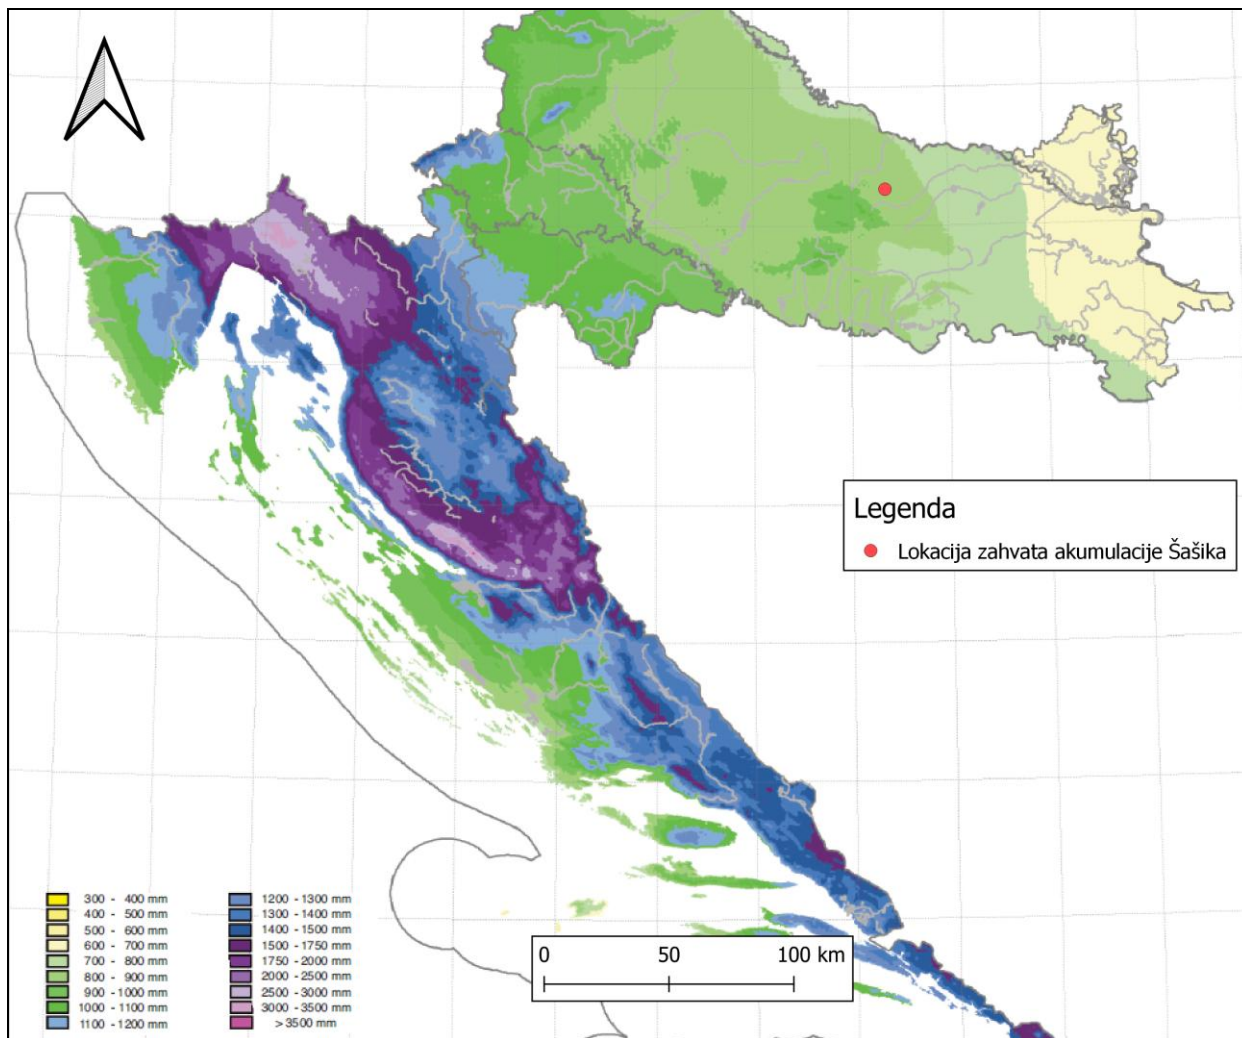 Legenda
Lokacija zahvata akumulacije Šašika
300 - 400 mm
400 - 500 mm
500 - 600 mm
600 - 700 mm
700 - 800 mm
800 - 900 mm
900 - 1000 mm
1000 - 1100 mm
1100 - 1200 mm
1200 - 1300 mm
1300 - 1400 mm
1400 - 1500 mm
1500 - 1750 mm
1750 - 2000 mm
2000 - 2500 mm
2500 - 3000 mm
3000 - 3500 mm
> 3500 mm
0 50 100 km